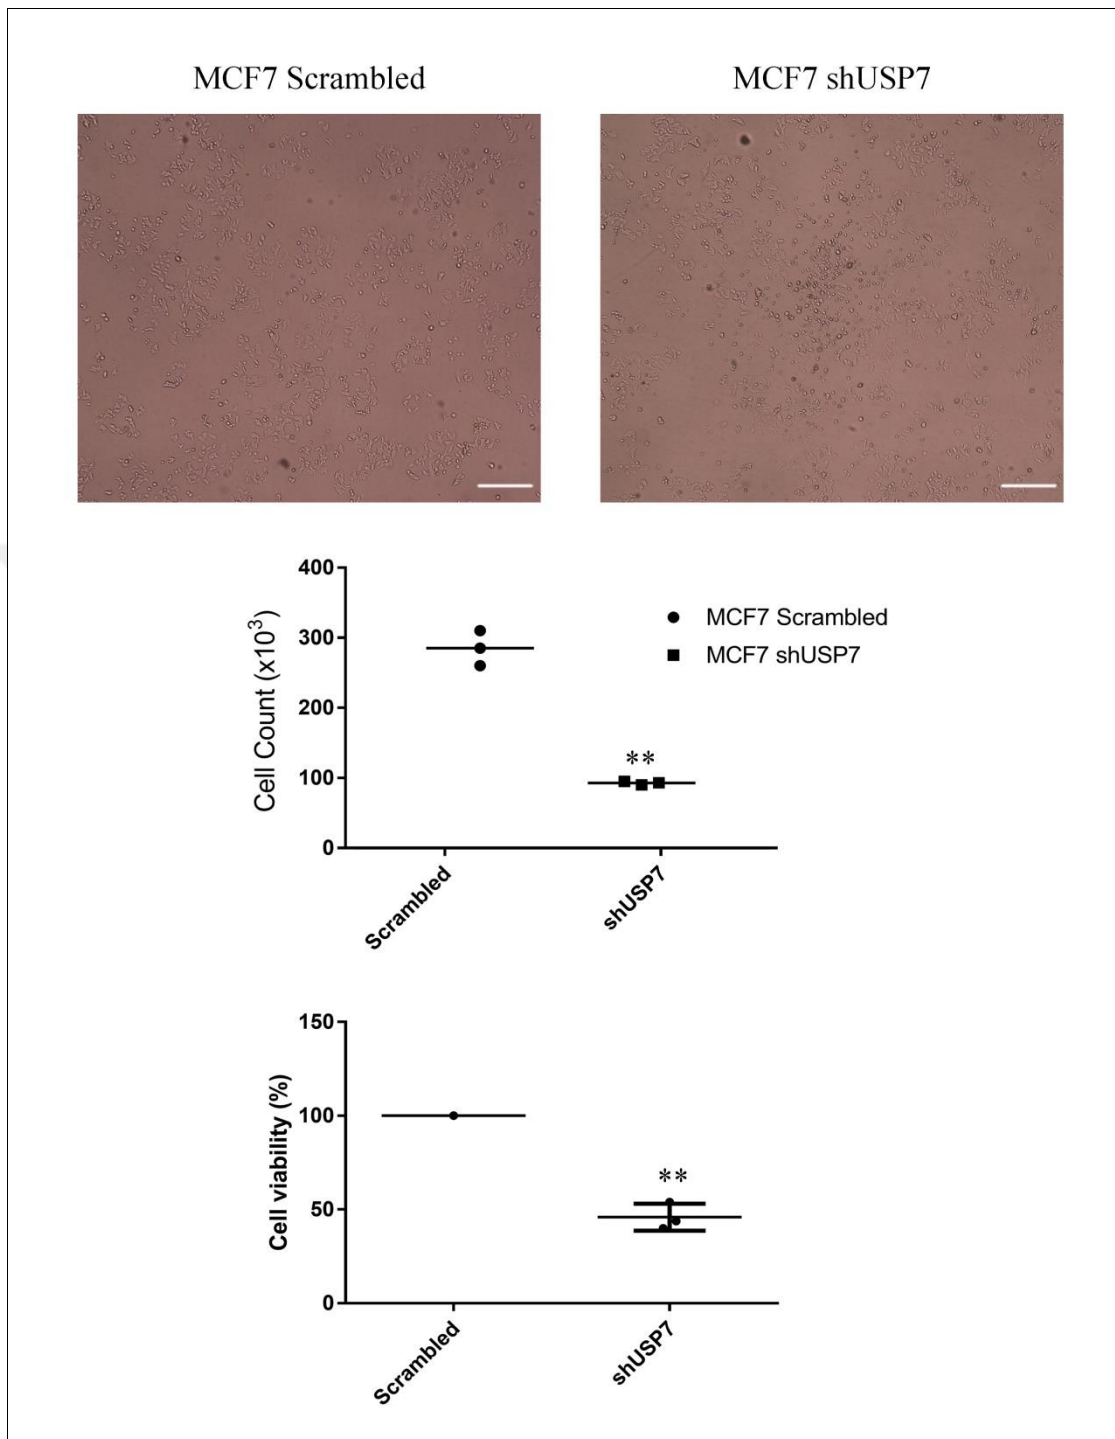 MCF7 Scrambled
MCF7 shUSP7
400
300
200
100
0
Cell Count (x10³)
MCF7 Scrambled
MCF7 shUSP7
**
Scrambled
shUSP7
150
100
50
0
Cell viability (%)
**
Scrambled
shUSP7